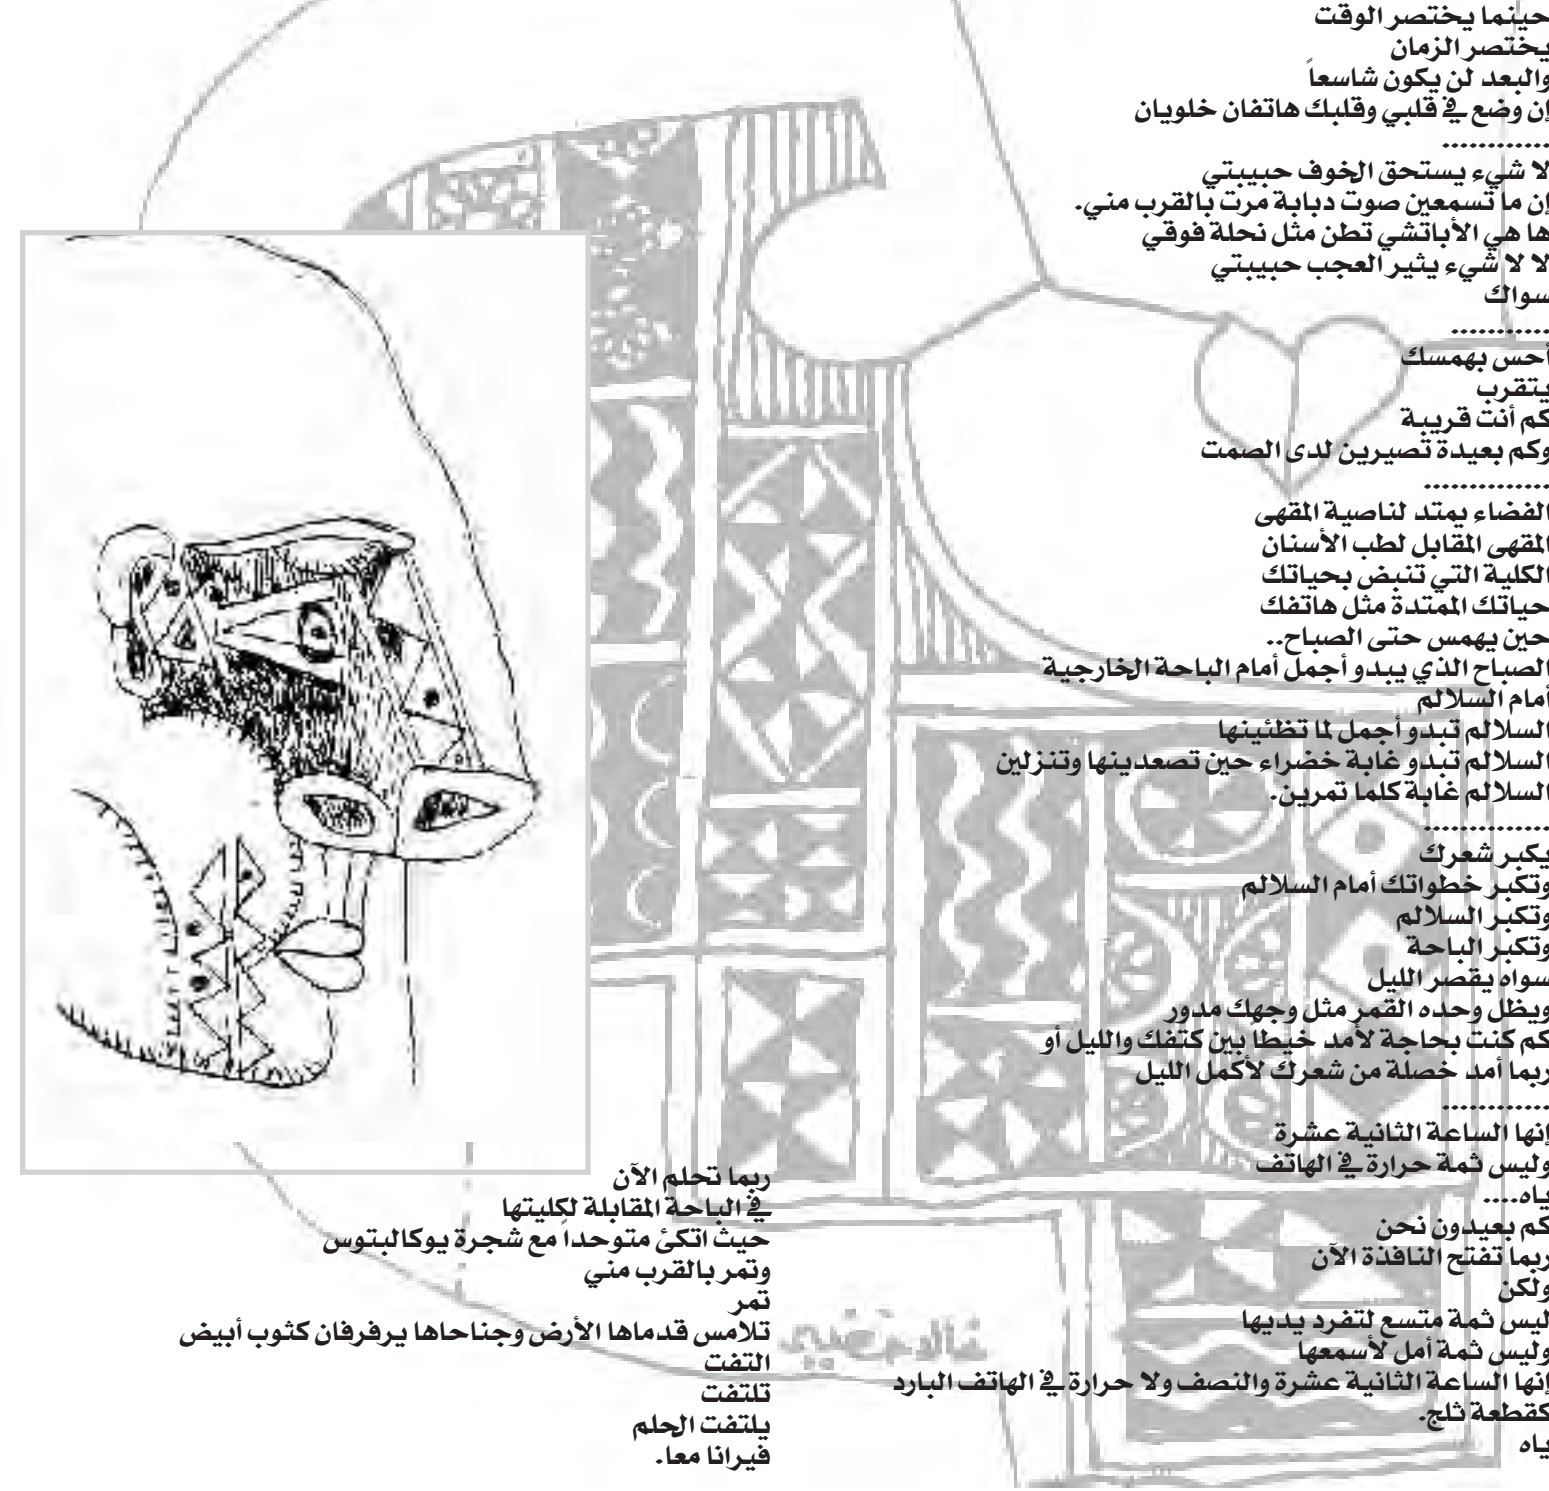 حينما يختصر الوقت
يختصر الزمان
والبعد لن يكون شاسعاً
إن وضع في قلبي وقلبك هاتفان خلويان
............
لا شيء يستحق الخوف حبيبتي
إن ما تسمعين صوت دبابة مرت بالقرب مني.
ها هي الأباتشي تطن مثل نحلة فوقي
لا لا شيء يثير العجب حبيبتي
سواك
...........
أحس بهمسك
يتقرب
كم أنت قريبة
وكم بعيدة تصيرين لدى الصمت
..............
الفضاء يمتد لناصية المقهى
المقهى المقابل لطب الأسنان
الكلية التي تنبض بحياتك
حياتك الممتدة مثل هاتفك
حين يهمس حتى الصباح..
الصباح الذي يبدو أجمل أمام الباحة الخارجية
أمام السلالم
السلالم تبدو أجمل لما تظئينها
السلالم تبدو غابة خضراء حين تصعدينها وتنزلين
السلالم غابة كلما تمرين.
..............
يكبر شعرك
وتكبر خطواتك أمام السلالم
وتكبر السلالم
وتكبر الباحة
سواه يقصر الليل
ويظل وحده القمر مثل وجهك مدور
كم كنت بحاجة لأمد خيطاً بين كتفك والليل أو
ربما أمد خصلة من شعرك لأكمل الليل
............
إنها الساعة الثانية عشرة
وليس ثمة حرارة في الهاتف
ياه....
كم بعيدون نحن
ربما تفتح النافذة الآن
ولكن
ليس ثمة متسع لتفرد يديها
وليس ثمة أمل لأسمعها
إنها الساعة الثانية عشرة والنصف ولا حرارة في الهاتف البارد
كقطعة ثلج.
ياه
ربما تحلم الآن
في الباحة المقابلة لكليتها
حيث اتكئ متوحداً مع شجرة يوكالبتوس
وتمر بالقرب مني
تمر
تلامس قدماها الأرض وجناحاها يرفرفان كثوب أبيض
التفت
تلتفت
يلتفت الحلم
فيرانا معا.
خالد